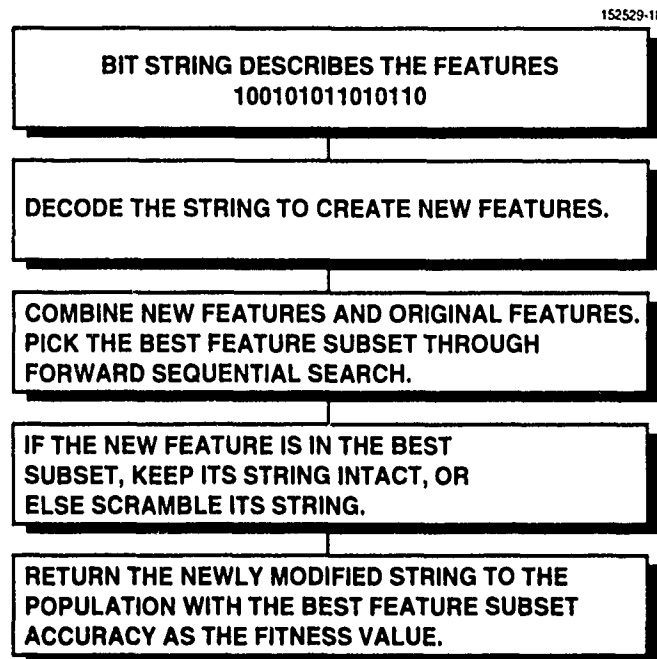 152529-1
BIT STRING DESCRIBES THE FEATURES
100101011010110
DECODE THE STRING TO CREATE NEW FEATURES.
COMBINE NEW FEATURES AND ORIGINAL FEATURES.
PICK THE BEST FEATURE SUBSET THROUGH
FORWARD SEQUENTIAL SEARCH.
IF THE NEW FEATURE IS IN THE BEST
SUBSET, KEEP ITS STRING INTACT, OR
ELSE SCRAMBLE ITS STRING.
RETURN THE NEWLY MODIFIED STRING TO THE
POPULATION WITH THE BEST FEATURE SUBSET
ACCURACY AS THE FITNESS VALUE.